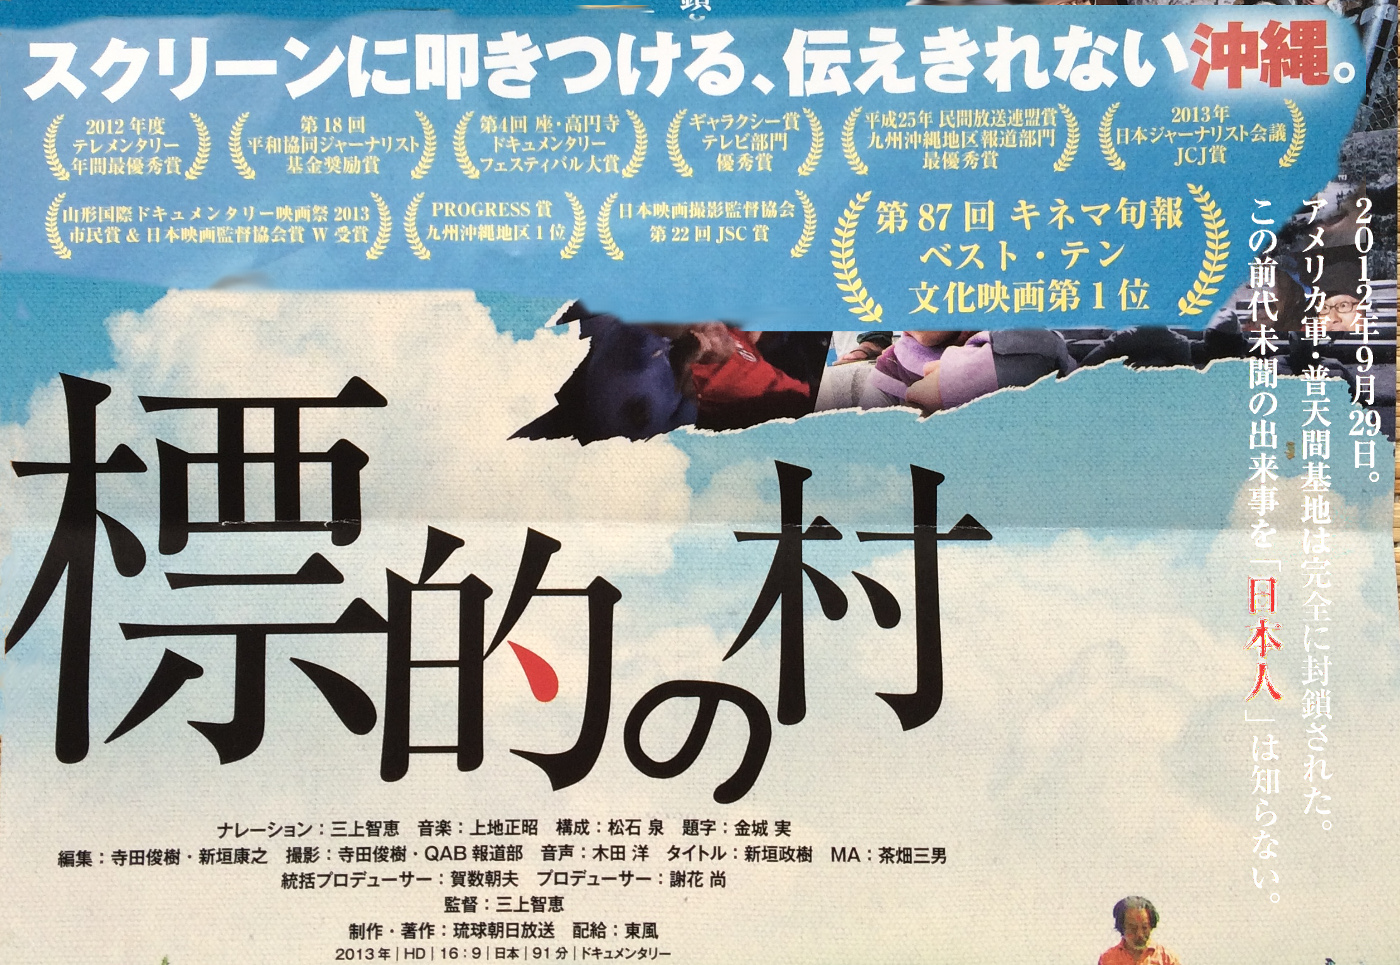 スクリーンに叩きつける、伝えきれない沖縄。
2012年度
テレメンタリー
年間最優秀賞
第18回
平和協同ジャーナリスト
基金奨励賞
第4回 座・高円寺
ドキュメンタリー
フェスティバル大賞
ギャラクシー賞
テレビ部門
優秀賞
平成25年 民間放送連盟賞
九州沖縄地区報道部門
最優秀賞
2013年
日本ジャーナリスト会議
JCJ賞
山形国際ドキュメンタリー映画祭2013
市民賞&日本映画監督協会賞W受賞
PROGRESS賞
九州沖縄地区1位
日本映画撮影監督協会
第22回JSC賞
第87回 キネマ旬報
ベスト・テン
文化映画第1位
2012年9月29日。
アメリカ軍・普天間基地は完全に封鎖された。
この前代未聞の出来事を「日本人」は知らない。
標的の村
ナレーション：三上智恵 音楽：上地正昭 構成：松石 泉 題字：金城 実
編集：寺田俊樹・新垣康之 撮影：寺田俊樹・QAB報道部 音声：木田 洋 タイトル：新垣政樹 MA：茶畑三男
統括プロデューサー：賀数朝夫 プロデューサー：謝花 尚
監督：三上智恵
制作・著作：琉球朝日放送 配給：東風
2013年｜HD｜16：9｜日本｜91分｜ドキュメンタリー